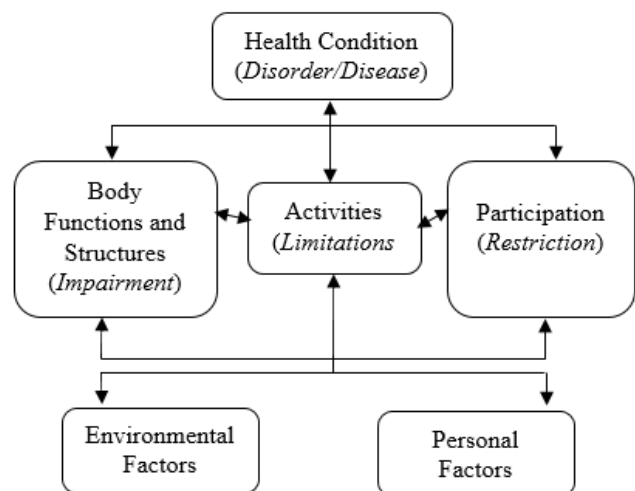 Health Condition
(Disorder/Disease)
Body
Functions and
Structures
(Impairment)
Activities
(Limitations
Participation
(Restriction)
Environmental
Factors
Personal
Factors